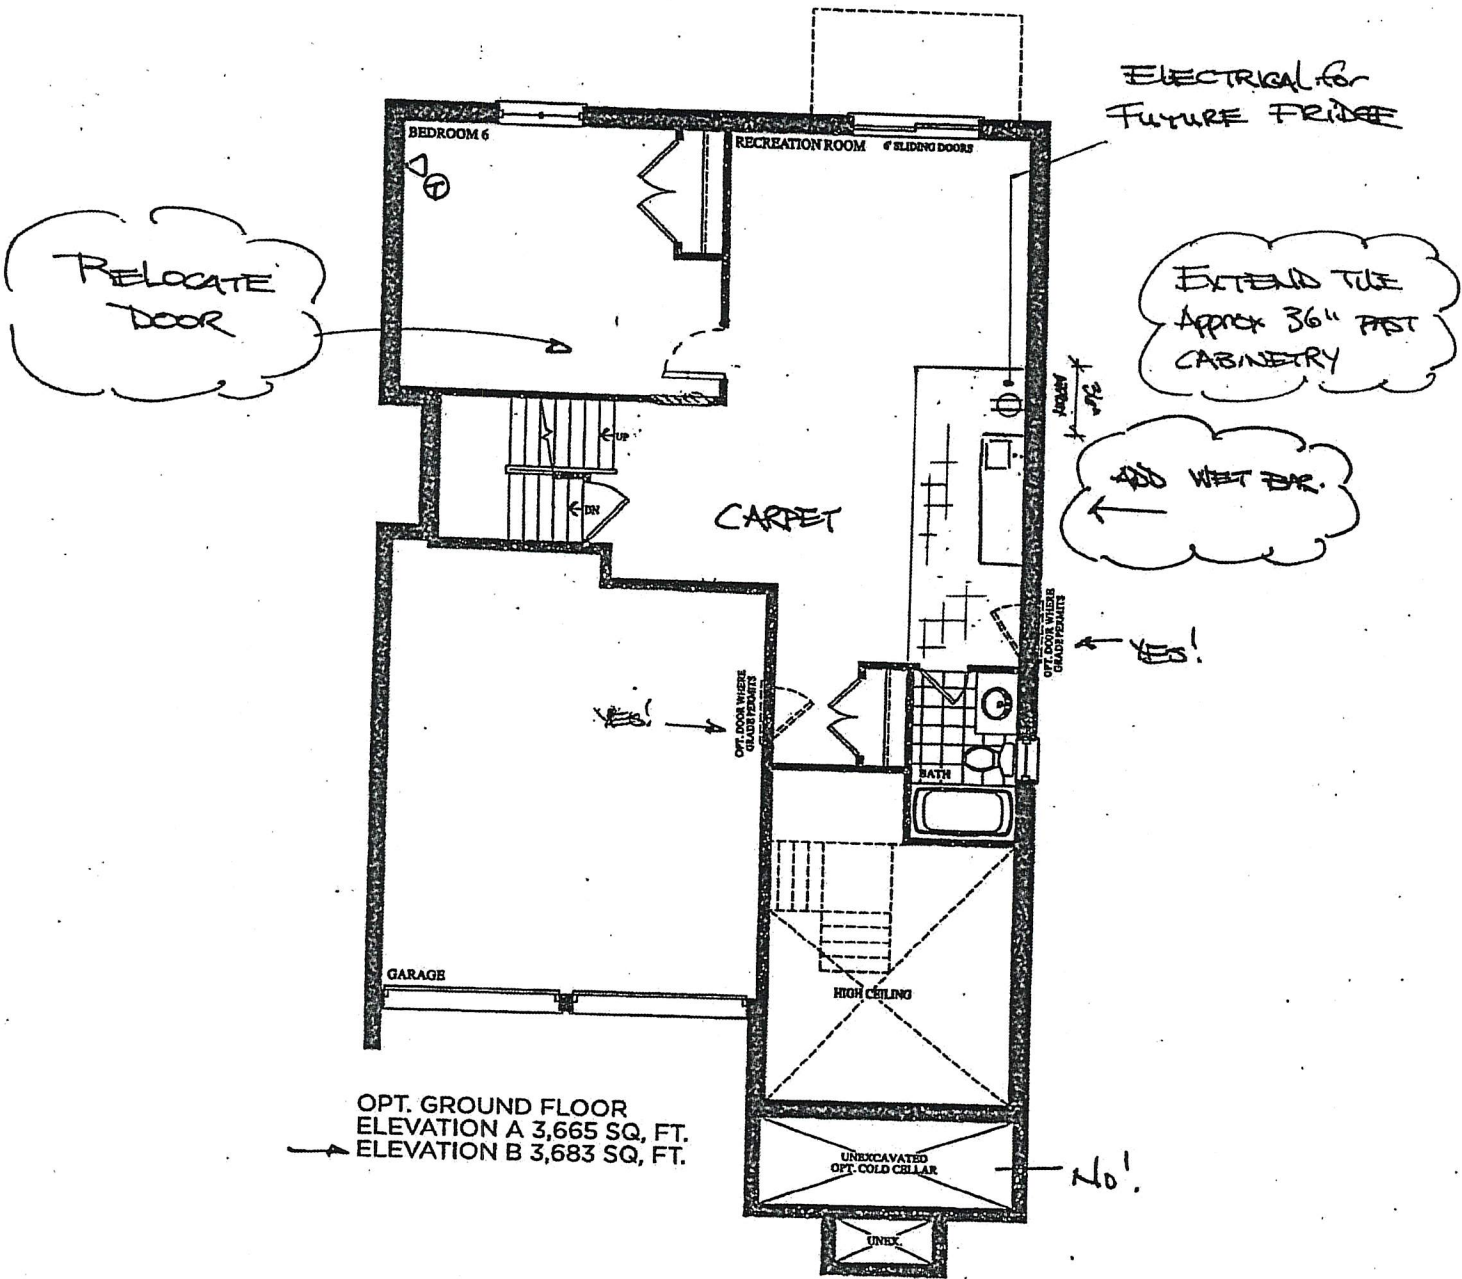 ELECTRICAL for
FUTURE FRIDGE
BEDROOM 6
RECREATION ROOM
6' SLIDING DOORS
T
RELOCATE
DOOR
EXTEND TILE
Approx 36" PAST
CABINETRY
36"
UP
ADD WET BAR.
DN
CARPET
OPT. DOOR WHERE
GRADE PERMITS
YES!
OPT. DOOR WHERE
GRADE PERMITS
YES!
BATH
GARAGE
HIGH CEILING
OPT. GROUND FLOOR
ELEVATION A 3,665 SQ, FT.
ELEVATION B 3,683 SQ, FT.
UNEXCAVATED
OPT. COLD CELLAR
NO!
UNEX.